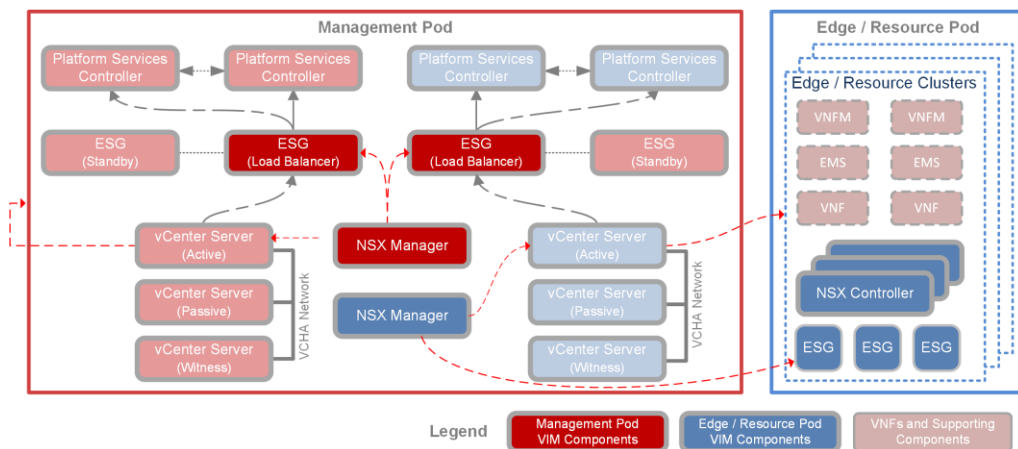 Management Pod
Edge / Resource Pod
Platform Services
Controller
Platform Services
Controller
Platform Services
Controller
Platform Services
Controller
Edge / Resource Clusters
VNFM
VNFM
ESG
(Standby)
ESG
(Load Balancer)
ESG
(Load Balancer)
ESG
(Standby)
EMS
EMS
VNF
VNF
vCenter Server
(Active)
NSX Manager
vCenter Server
(Active)
NSX Controller
vCenter Server
(Passive)
NSX Manager
vCenter Server
(Passive)
VCHA Network
VCHA Network
vCenter Server
(Witness)
vCenter Server
(Witness)
ESG
ESG
ESG
Legend
Management Pod
VIM Components
Edge / Resource Pod
VIM Components
VNFs and Supporting
Components